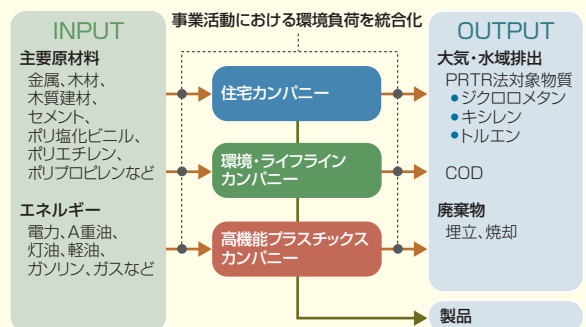 事業活動における環境負荷を統合化
INPUT
主要原材料
金属、木材、
木質建材、
セメント、
ポリ塩化ビニル、
ポリエチレン、
ポリプロピレンなど
エネルギー
電力、A重油、
灯油、軽油、
ガソリン、ガスなど
住宅カンパニー
環境・ライフライン
カンパニー
高機能プラスチックス
カンパニー
OUTPUT
大気・水域排出
PRTR法対象物質
●ジクロロメタン
●キシレン
●トルエン
COD
廃棄物
埋立、焼却
製品